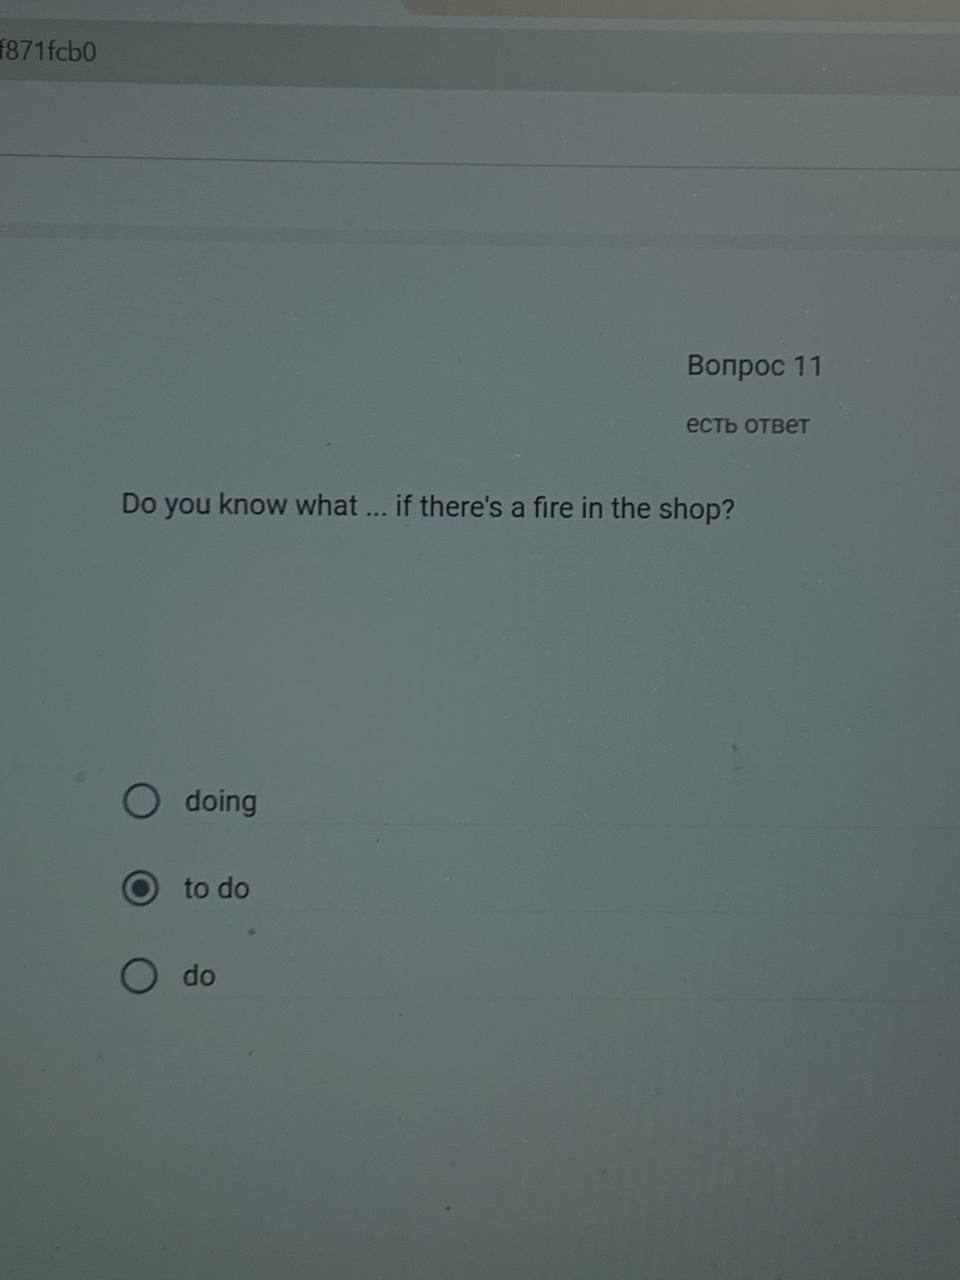 f871fcb0
Вопрос 11
есть ответ
Do you know what ... if there's a fire in the shop?
doing
to do
do